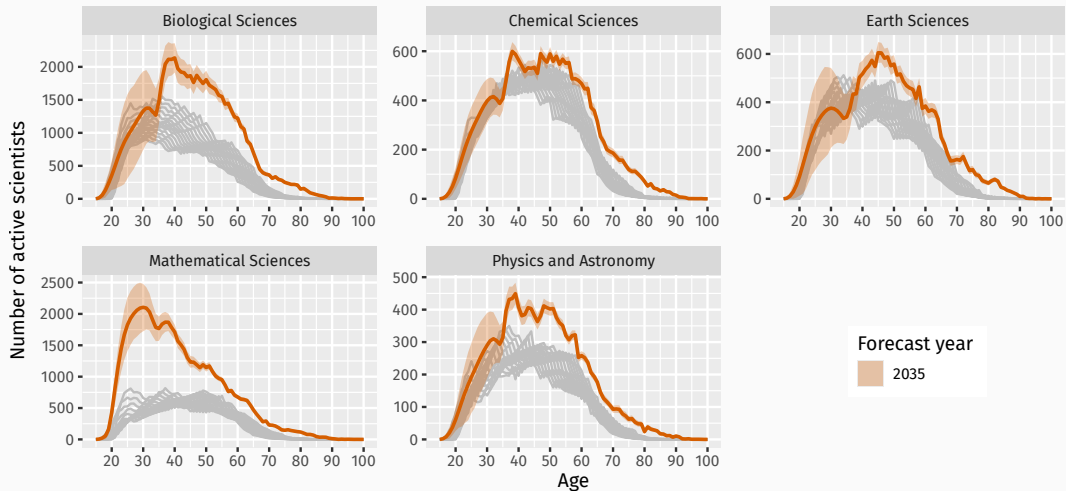 Biological Sciences
Chemical Sciences
Earth Sciences
2000
1500
1000
500
0
600
400
200
0
600
400
200
0
20 30 40 50 60 70 80 90 100
20 30 40 50 60 70 80 90 100
20 30 40 50 60 70 80 90 100
Mathematical Sciences
Physics and Astronomy
2500
2000
1500
1000
500
0
500
400
300
200
100
0
20 30 40 50 60 70 80 90 100
20 30 40 50 60 70 80 90 100
Number of active scientists
Age
Forecast year
2035